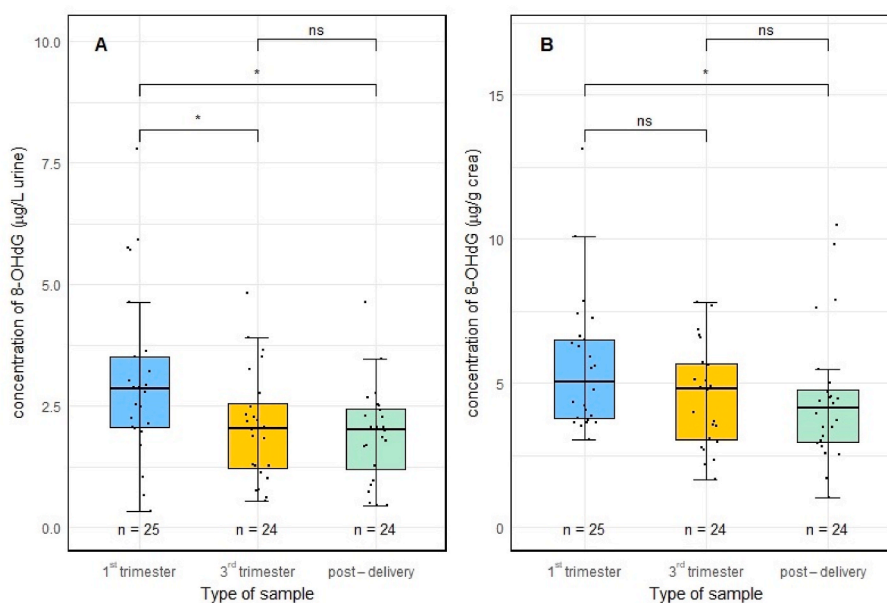 A
10.0
7.5
5.0
2.5
0.0
concentration of 8-OHdG (µg/L urine)
ns
*
*
n = 25
n = 24
n = 24
1st trimester
3rd trimester
post – delivery
Type of sample
B
15
10
5
0
concentration of 8-OHdG (µg/g crea)
ns
*
ns
n = 25
n = 24
n = 24
1st trimester
3rd trimester
post – delivery
Type of sample